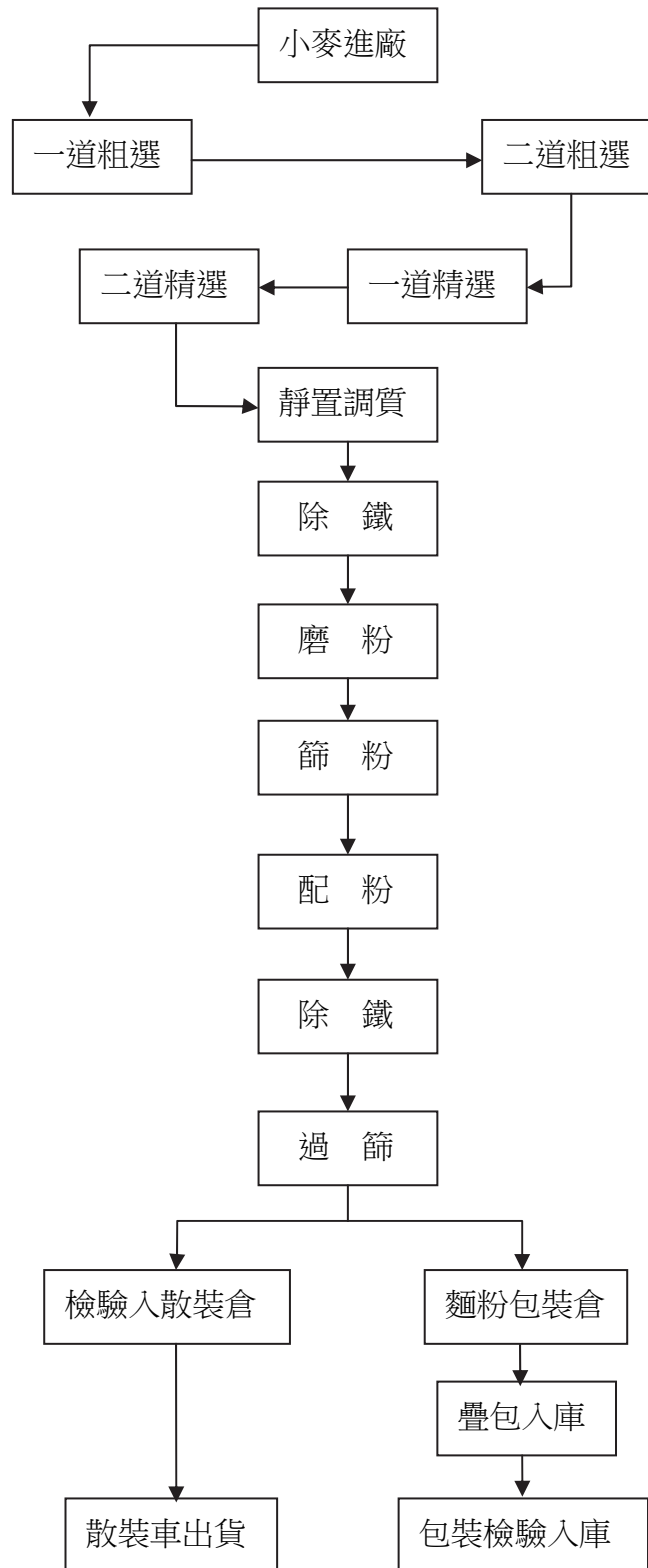 小麥進廠
一道粗選
二道粗選
二道精選
一道精選
靜置調質
除　鐵
磨　粉
篩　粉
配　粉
除　鐵
過　篩
檢驗入散裝倉
麵粉包裝倉
疊包入庫
散裝車出貨
包裝檢驗入庫